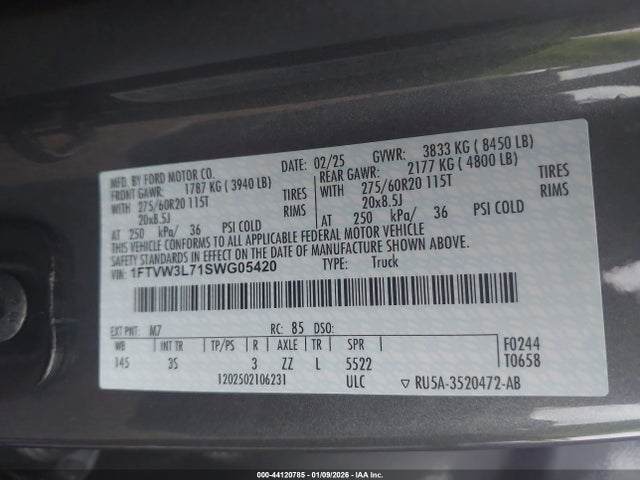 MFD. BY FORD MOTOR CO. DATE: 02/25 GVWR: 3833 KG ( 8450 LB)
FRONT GAWR: 1787 KG ( 3940 LB) REAR GAWR: 2177 KG ( 4800 LB)
WITH 275/60R20 115T TIRES WITH 275/60R20 115T TIRES
20x8.5J RIMS 20x8.5J RIMS
AT 250 kPa/ 36 PSI COLD AT 250 kPa/ 36 PSI COLD
THIS VEHICLE CONFORMS TO ALL APPLICABLE FEDERAL MOTOR VEHICLE
SAFETY STANDARDS IN EFFECT ON THE DATE OF MANUFACTURE SHOWN ABOVE.
VIN: 1FTVW3L71SWG05420 TYPE: Truck
EXT PNT: M7 RC: 85 DSO:
WB INT TR TP/PS R AXLE TR SPR F0244
145 3S 3 ZZ L 5522 T0658
1202502106231 ULC ▽ RU5A-3520472-AB
000-44120785 - 01/09/2026 - IAA Inc.